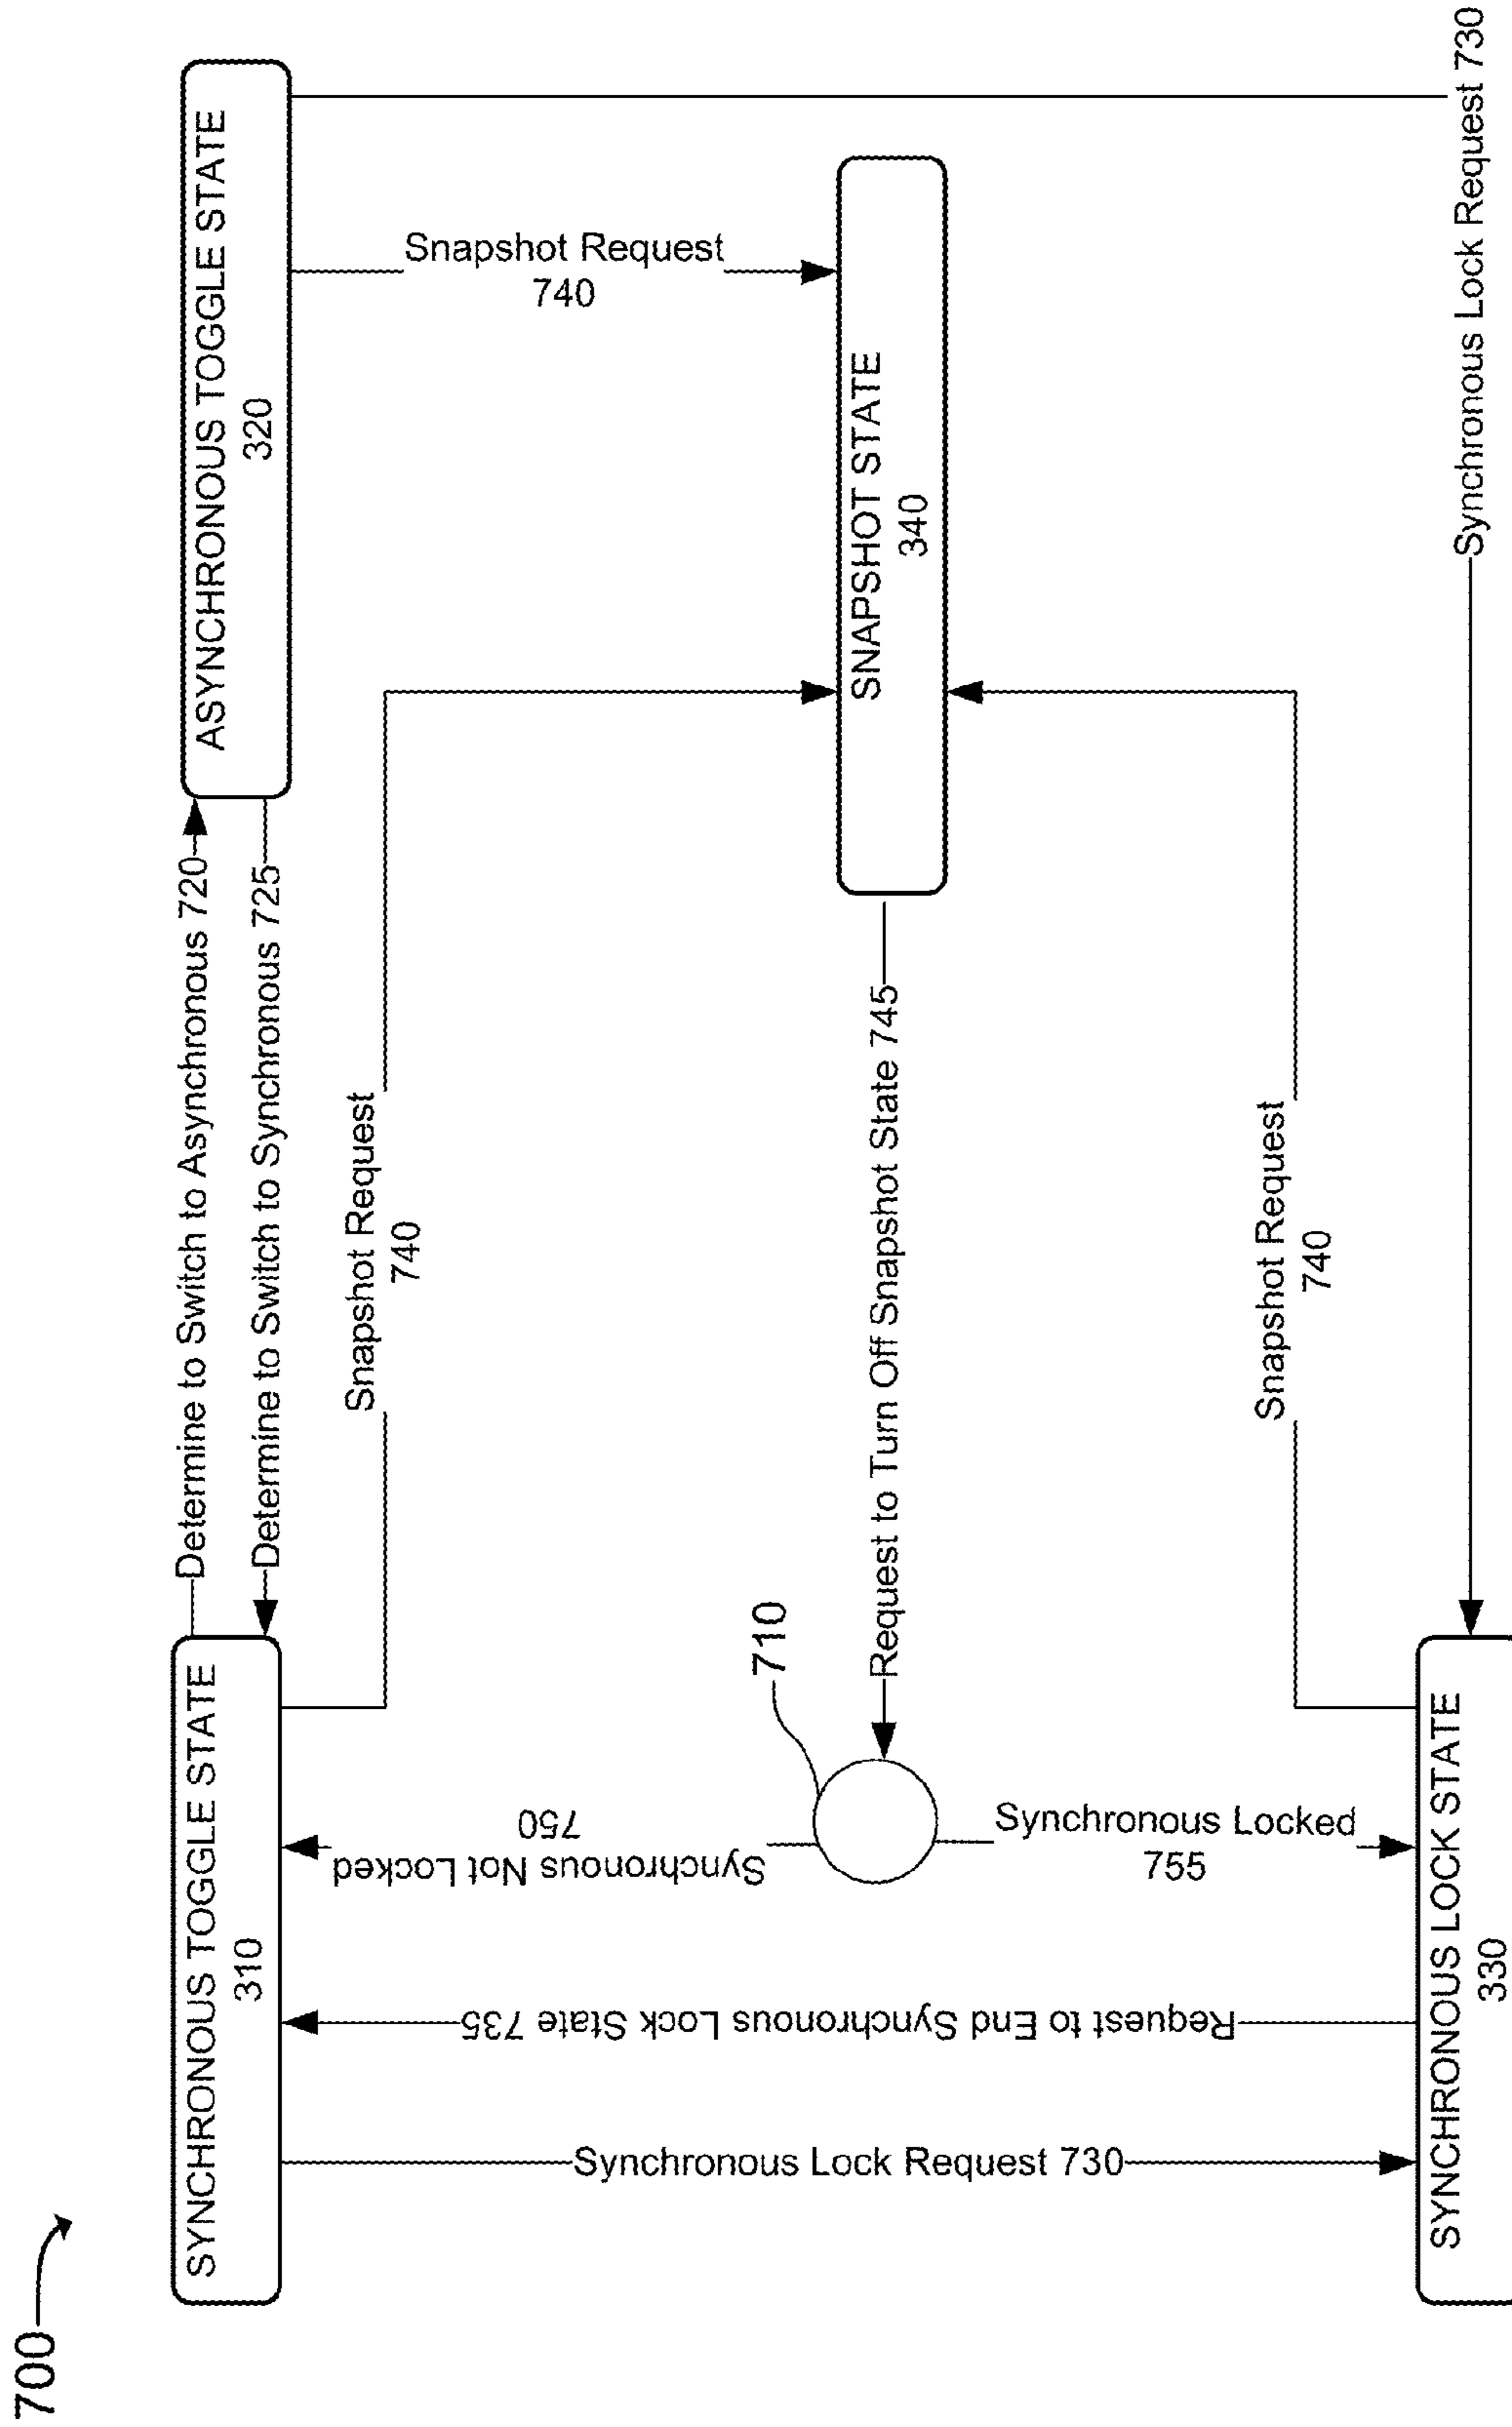 700
SYNCHRONOUS TOGGLE STATE
310
Determine to Switch to Asynchronous 720
Determine to Switch to Synchronous 725
ASYNCHRONOUS TOGGLE STATE
320
Snapshot Request
740
Snapshot Request
740
Synchronous Not Locked
750
710
Request to Turn Off Snapshot State 745
SNAPSHOT STATE
340
Synchronous Locked
755
Request to End Synchronous Lock State 735
Synchronous Lock Request 730
Snapshot Request
740
SYNCHRONOUS LOCK STATE
330
Synchronous Lock Request 730